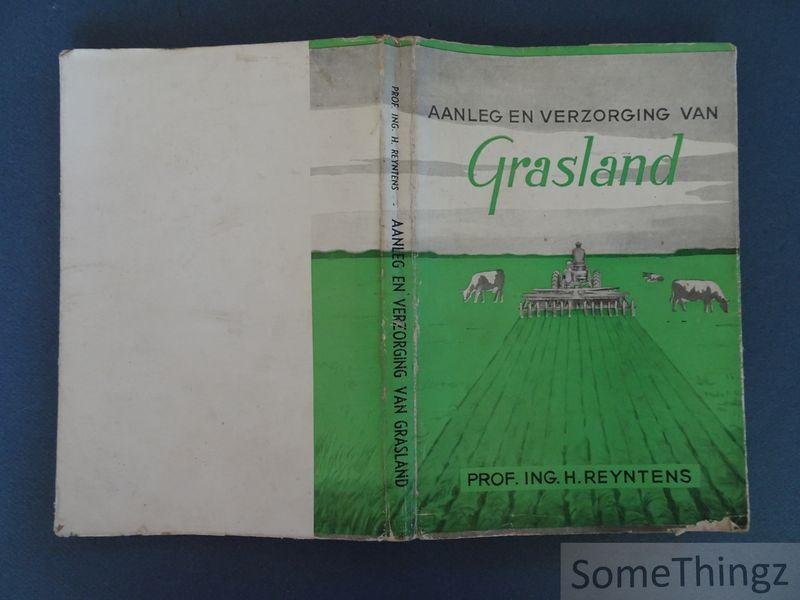 PROF. ING. H. REYNTENS - AANLEG EN VERZORGING VAN GRASLAND
AANLEG EN VERZORGING VAN
Grasland
PROF. ING. H. REYNTENS
SomeThingz